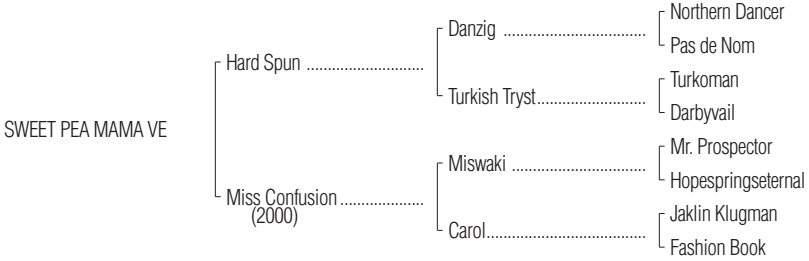 Northern Dancer
Danzig ..................................
Pas de Nom
Hard Spun ............................
Turkoman
Turkish Tryst..........................
Darbyvail
SWEET PEA MAMA VE
Mr. Prospector
Miswaki ................................
Hopespringseternal
Miss Confusion ....................
(2000)
Jaklin Klugman
Carol......................................
Fashion Book